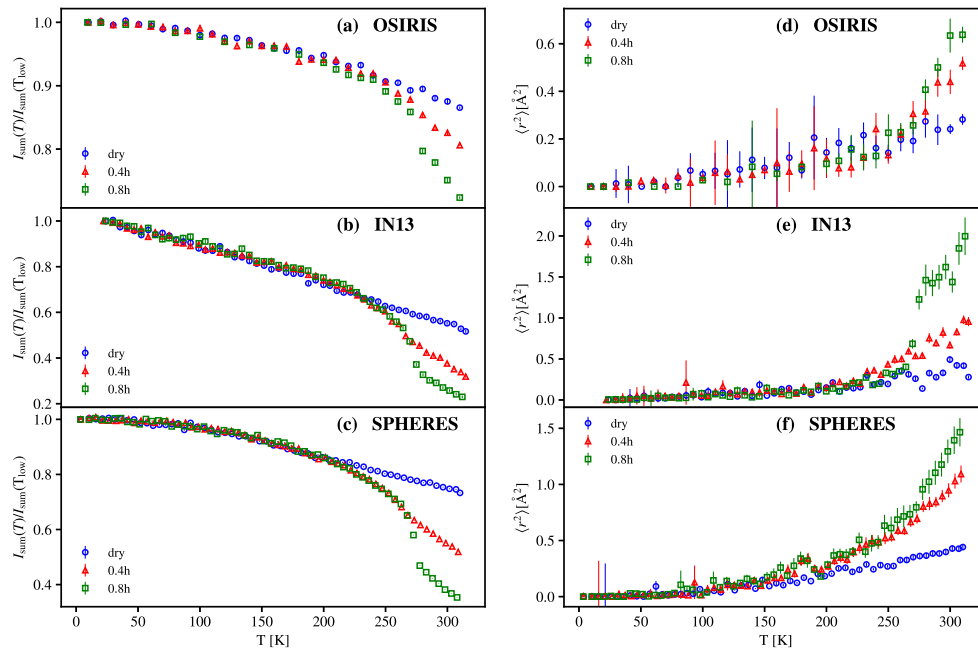 (a) OSIRIS
1.0
0.9
0.8
I_sum(T)/I_sum(T_low)
dry
0.4h
0.8h
(b) IN13
1.0
0.8
0.6
0.4
0.2
I_sum(T)/I_sum(T_low)
dry
0.4h
0.8h
(c) SPHERES
1.0
0.8
0.6
0.4
I_sum(T)/I_sum(T_low)
dry
0.4h
0.8h
0 50 100 150 200 250 300
T [K]
(d) OSIRIS
0.6
0.4
0.2
0.0
⟨r²⟩[Å²]
dry
0.4h
0.8h
(e) IN13
2.0
1.5
1.0
0.5
0.0
⟨r²⟩[Å²]
dry
0.4h
0.8h
(f) SPHERES
1.5
1.0
0.5
0.0
⟨r²⟩[Å²]
dry
0.4h
0.8h
0 50 100 150 200 250 300
T [K]